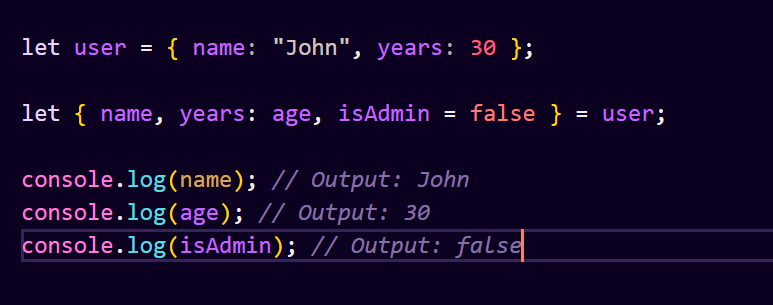 let user = { name: "John", years: 30 };
let { name, years: age, isAdmin = false } = user;
console.log(name); // Output: John
console.log(age); // Output: 30
console.log(isAdmin); // Output: false